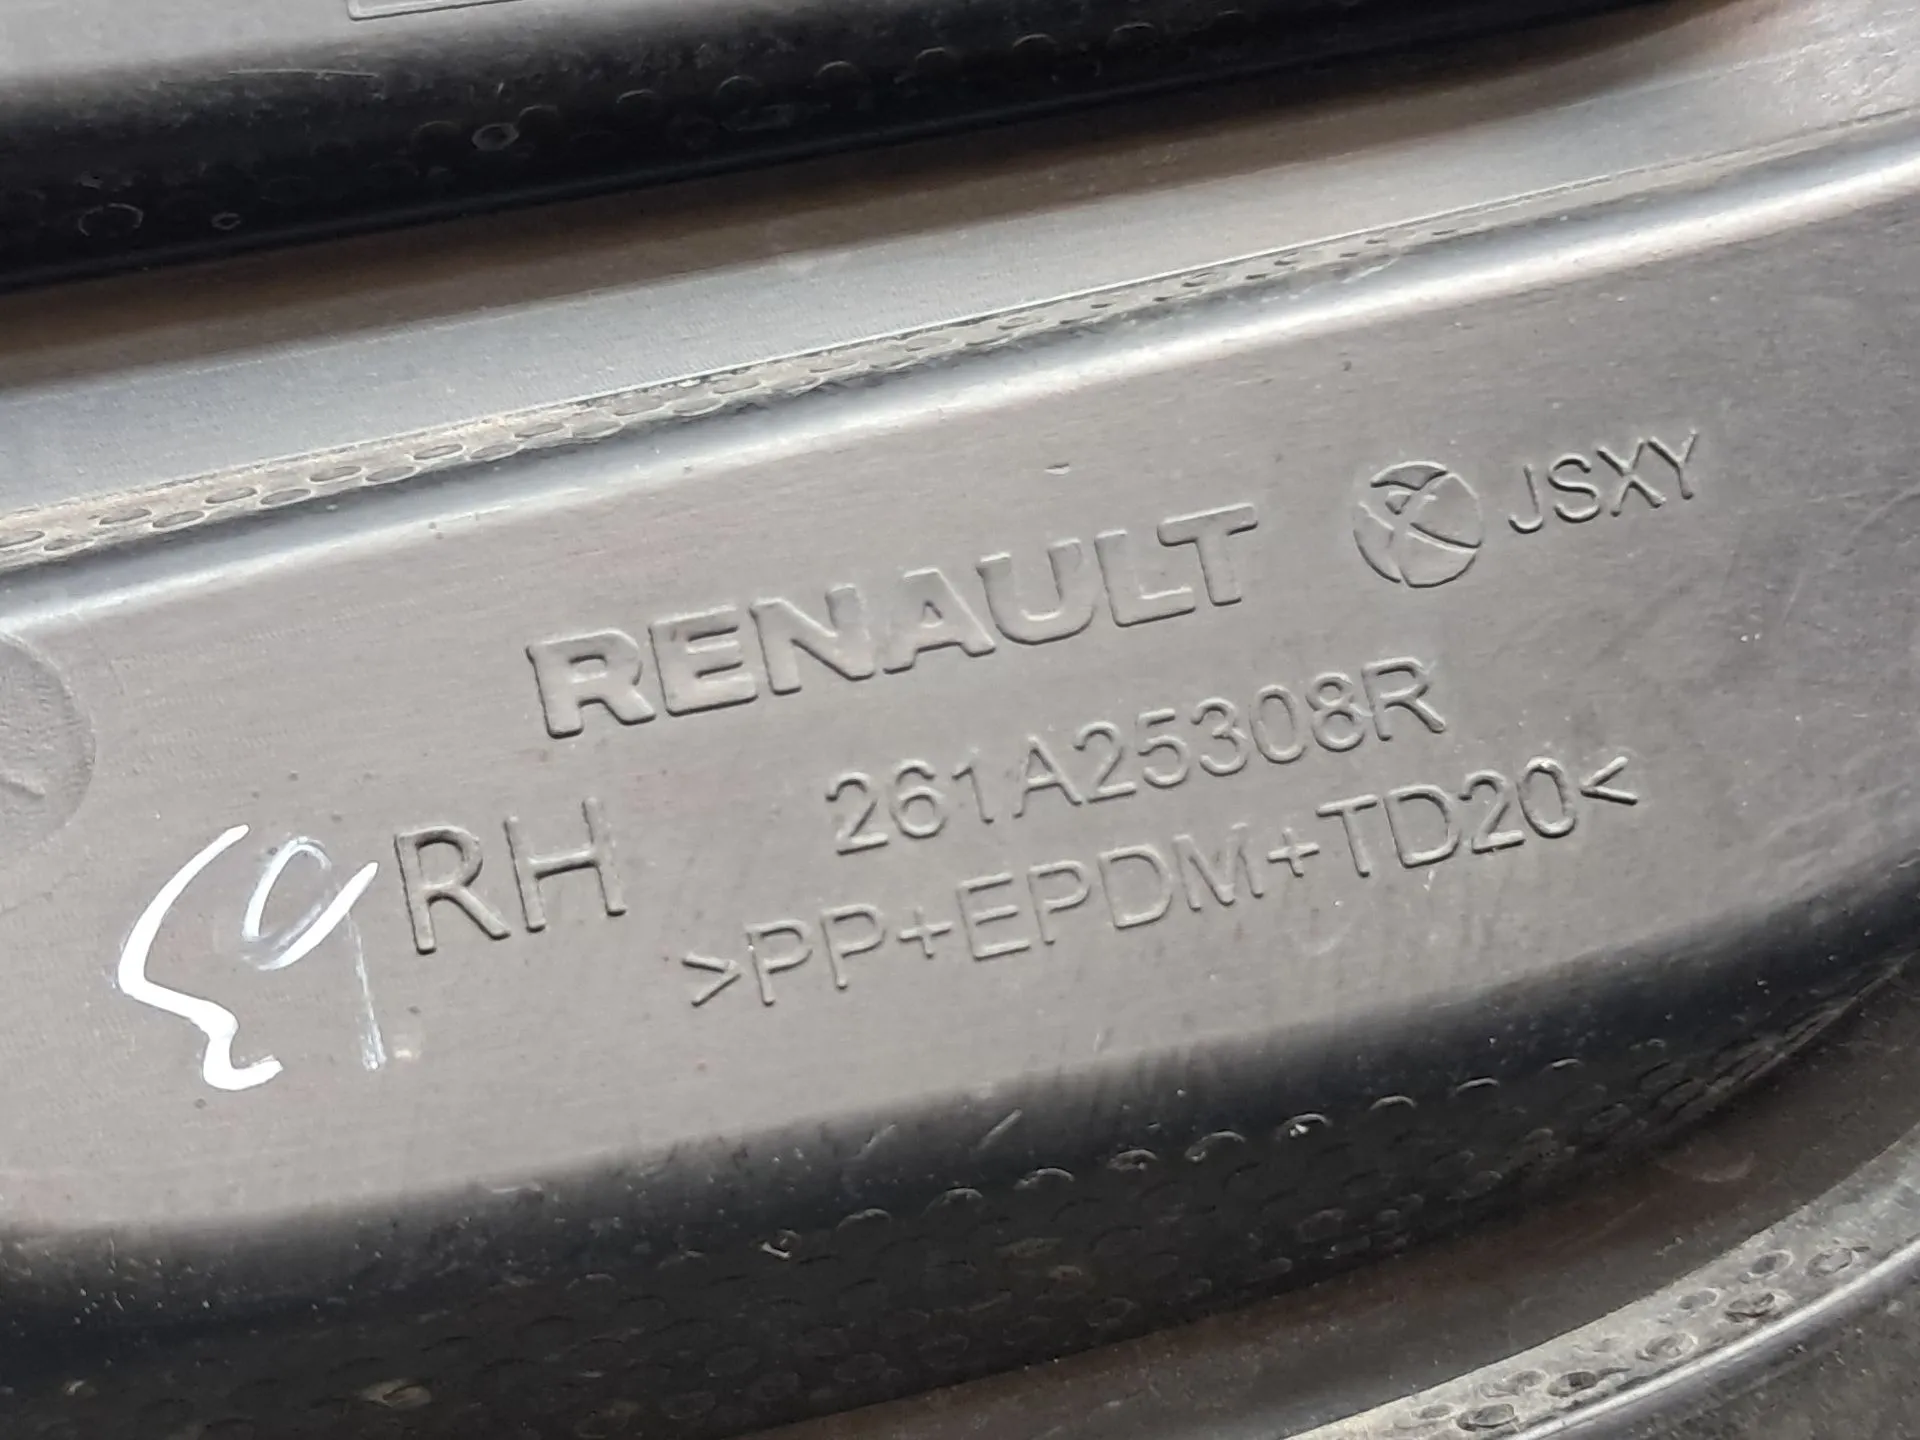 RENAULT JSXY
261A25308R
RH
>PP+EPDM+TD20<